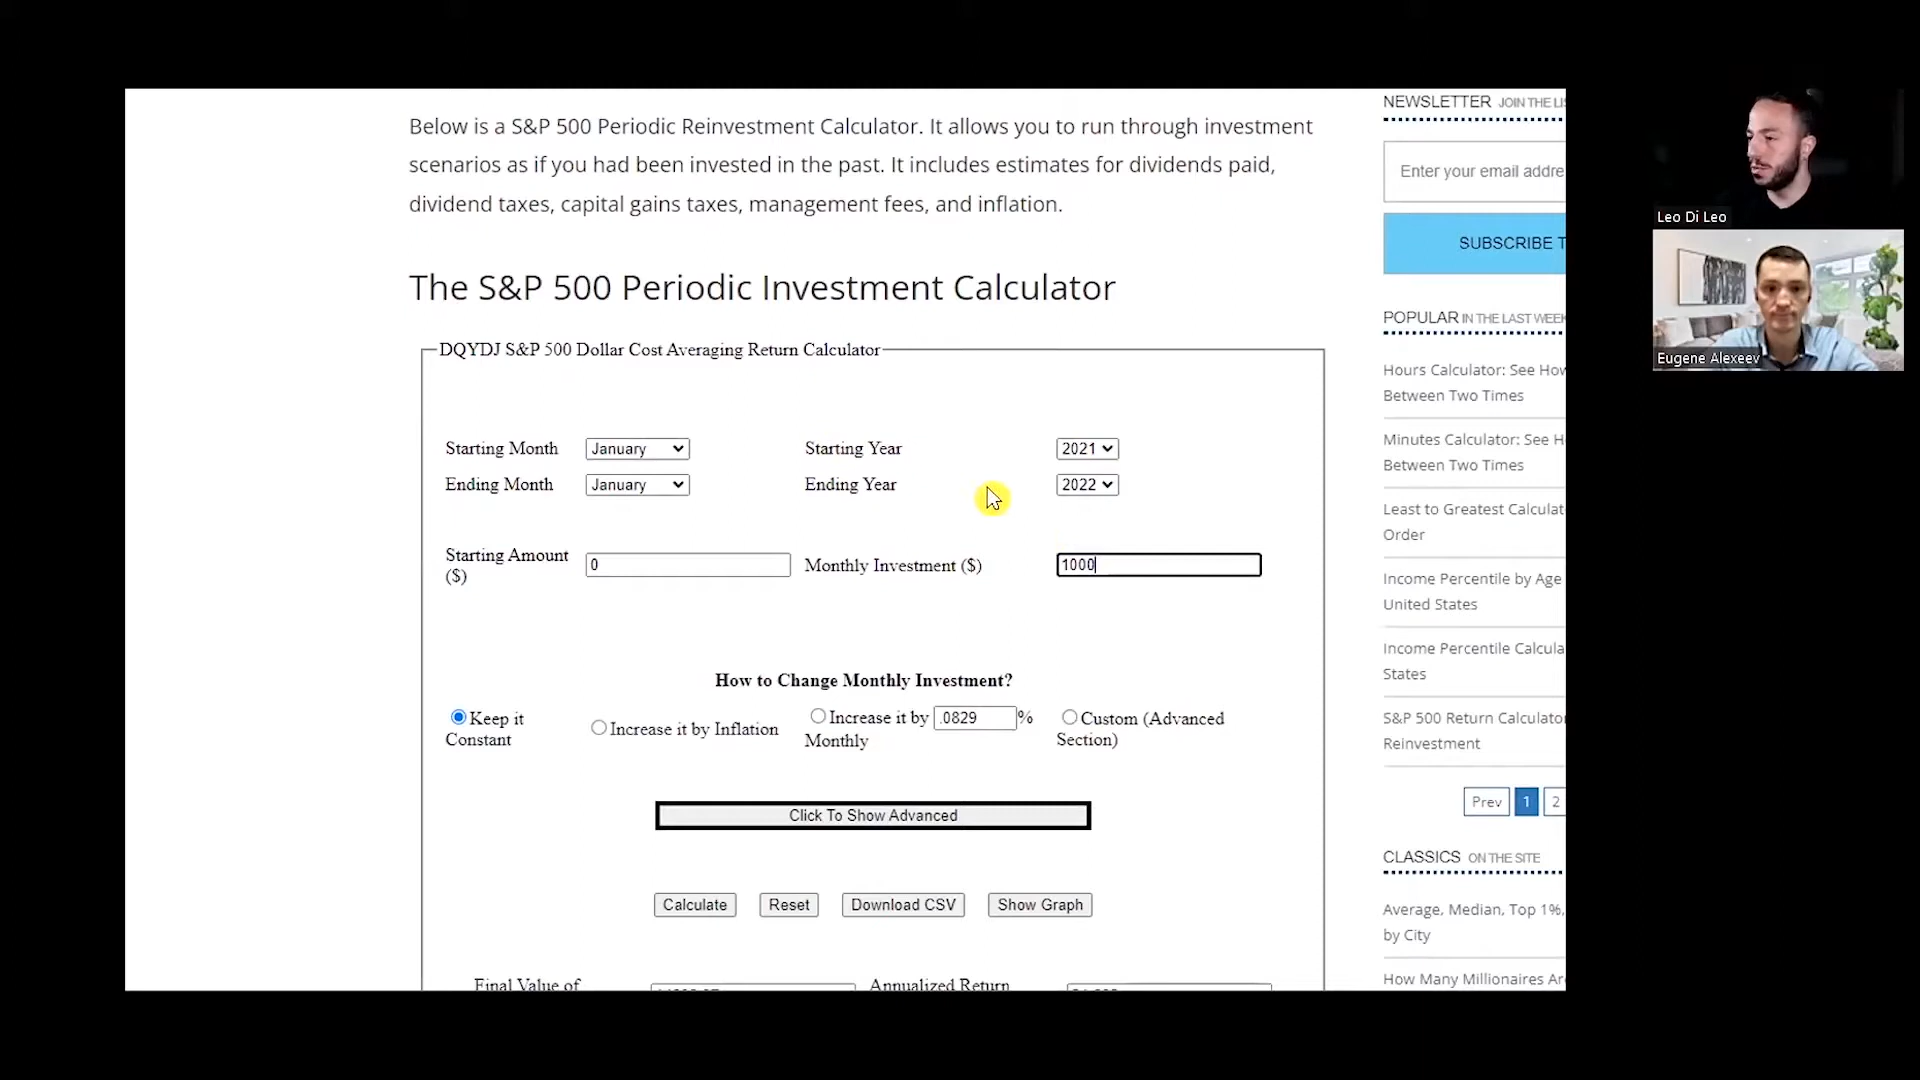 Below is a S&P 500 Periodic Reinvestment Calculator. It allows you to run through investment
scenarios as if you had been invested in the past. It includes estimates for dividends paid,
dividend taxes, capital gains taxes, management fees, and inflation.
The S&P 500 Periodic Investment Calculator
DQYDJ S&P 500 Dollar Cost Averaging Return Calculator
Starting Month January Starting Year 2021
Ending Month January Ending Year 2022
Starting Amount
($) 0 Monthly Investment ($) 1000
How to Change Monthly Investment?
Keep it
Constant
Increase it by Inflation
Increase it by .0829 %
Monthly
Custom (Advanced
Section)
Click To Show Advanced
Calculate Reset Download CSV Show Graph
Final Value of Annualized Return
NEWSLETTER JOIN THE LIS
Enter your email addre
SUBSCRIBE T
POPULAR IN THE LAST WEEK
Hours Calculator: See How
Between Two Times
Minutes Calculator: See H
Between Two Times
Least to Greatest Calculat
Order
Income Percentile by Age
United States
Income Percentile Calcula
States
S&P 500 Return Calculator
Reinvestment
Prev 1 2
CLASSICS ON THE SITE
Average, Median, Top 1%,
by City
How Many Millionaires Ar
Leo Di Leo
Eugene Alexeev